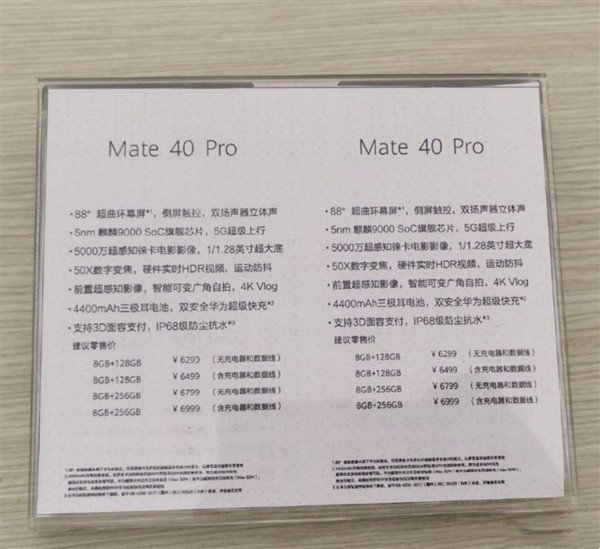 Mate 40 Pro
• 88° 超曲环幕屏*1，侧屏触控，双扬声器立体声
• 5nm 麒麟9000 SoC旗舰芯片，5G超级上行
• 5000万超感知徕卡电影影像，1/1.28英寸超大底
• 50X数字变焦，硬件实时HDR视频，运动防抖
• 前置超感知影像，智能可变广角自拍，4K Vlog
• 4400mAh三极耳电池，双安全华为超级快充*2
• 支持3D面容支付，IP68级防尘抗水*3
建议零售价
8GB+128GB ￥6299 （无充电器和数据线）
8GB+128GB ￥6499 （含充电器和数据线）
8GB+256GB ￥6799 （无充电器和数据线）
8GB+256GB ￥6999 （含充电器和数据线）
Mate 40 Pro
• 88° 超曲环幕屏*1，侧屏触控，双扬声器立体声
• 5nm 麒麟9000 SoC旗舰芯片，5G超级上行
• 5000万超感知徕卡电影影像，1/1.28英寸超大底
• 50X数字变焦，硬件实时HDR视频，运动防抖
• 前置超感知影像，智能可变广角自拍，4K Vlog
• 4400mAh三极耳电池，双安全华为超级快充*2
• 支持3D面容支付，IP68级防尘抗水*3
建议零售价
8GB+128GB ￥6299 （无充电器和数据线）
8GB+128GB ￥6499 （含充电器和数据线）
8GB+256GB ￥6799 （无充电器和数据线）
8GB+256GB ￥6999 （含充电器和数据线）